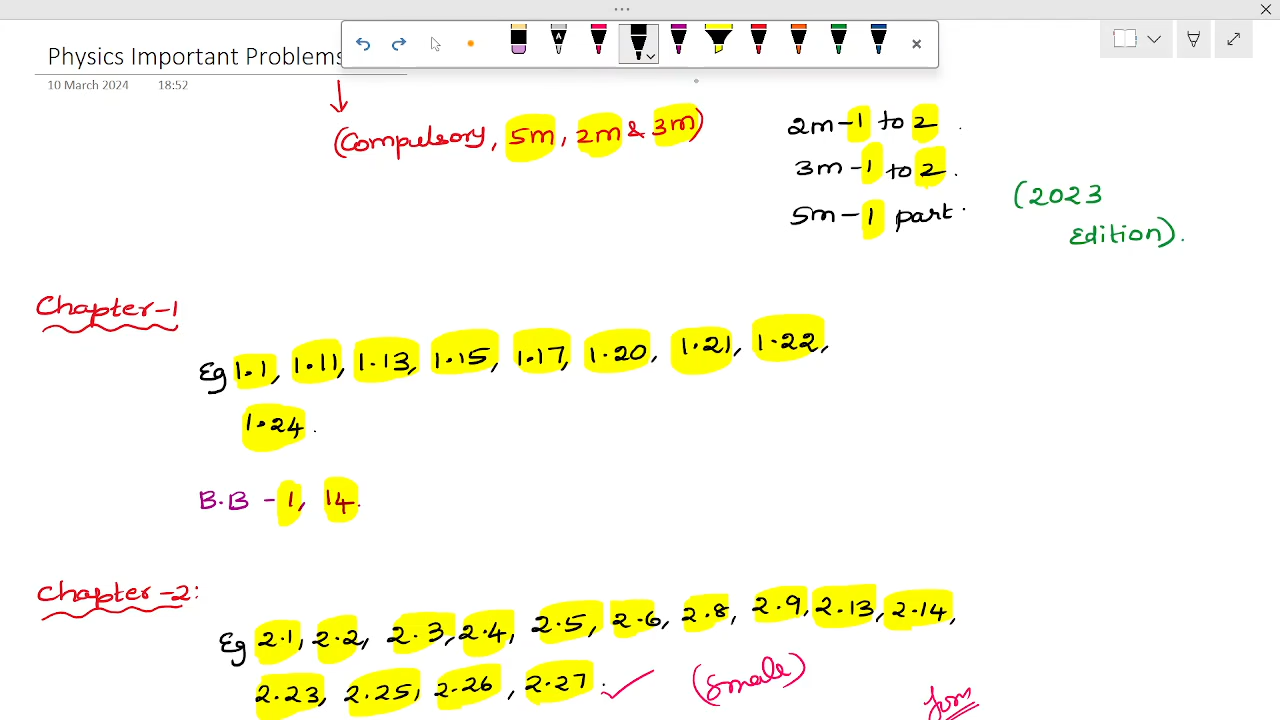 Physics Important Problems
10 March 2024 18:52
(Compulsory, 5m, 2m & 3m)
2m-1 to 2.
3m-1 to 2.
5m-1 part.
(2023
Edition).
Chapter-1
Eg 1.1, 1.11, 1.13, 1.15, 1.17, 1.20, 1.21, 1.22,
1.24.
B.B - 1, 14.
Chapter-2:
Eg 2.1, 2.2, 2.3, 2.4, 2.5, 2.6, 2.8, 2.9, 2.13, 2.14,
2.23, 2.25, 2.26, 2.27.